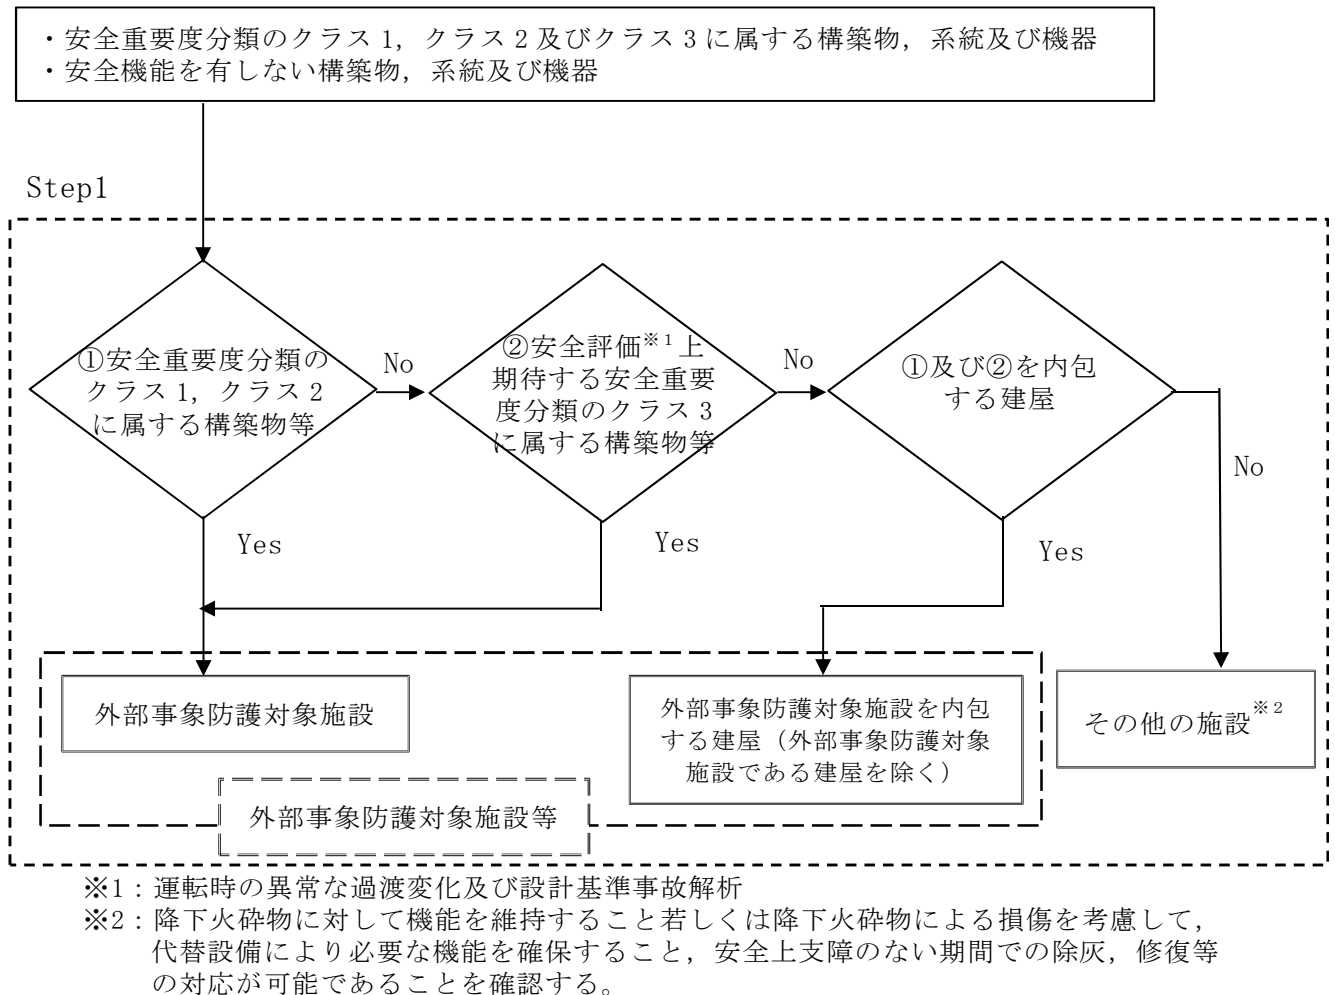 ・安全重要度分類のクラス1，クラス2及びクラス3に属する構築物，系統及び機器
・安全機能を有しない構築物，系統及び機器
Step1
①安全重要度分類の
クラス1，クラス2
に属する構築物等
No
②安全評価※1上
期待する安全重要
度分類のクラス3
に属する構築物等
No
①及び②を内包
する建屋
No
Yes
Yes
Yes
外部事象防護対象施設
外部事象防護対象施設を内包
する建屋（外部事象防護対象
施設である建屋を除く）
その他の施設※2
外部事象防護対象施設等
※1：運転時の異常な過渡変化及び設計基準事故解析
※2：降下火砕物に対して機能を維持すること若しくは降下火砕物による損傷を考慮して，
代替設備により必要な機能を確保すること，安全上支障のない期間での除灰，修復等
の対応が可能であることを確認する。